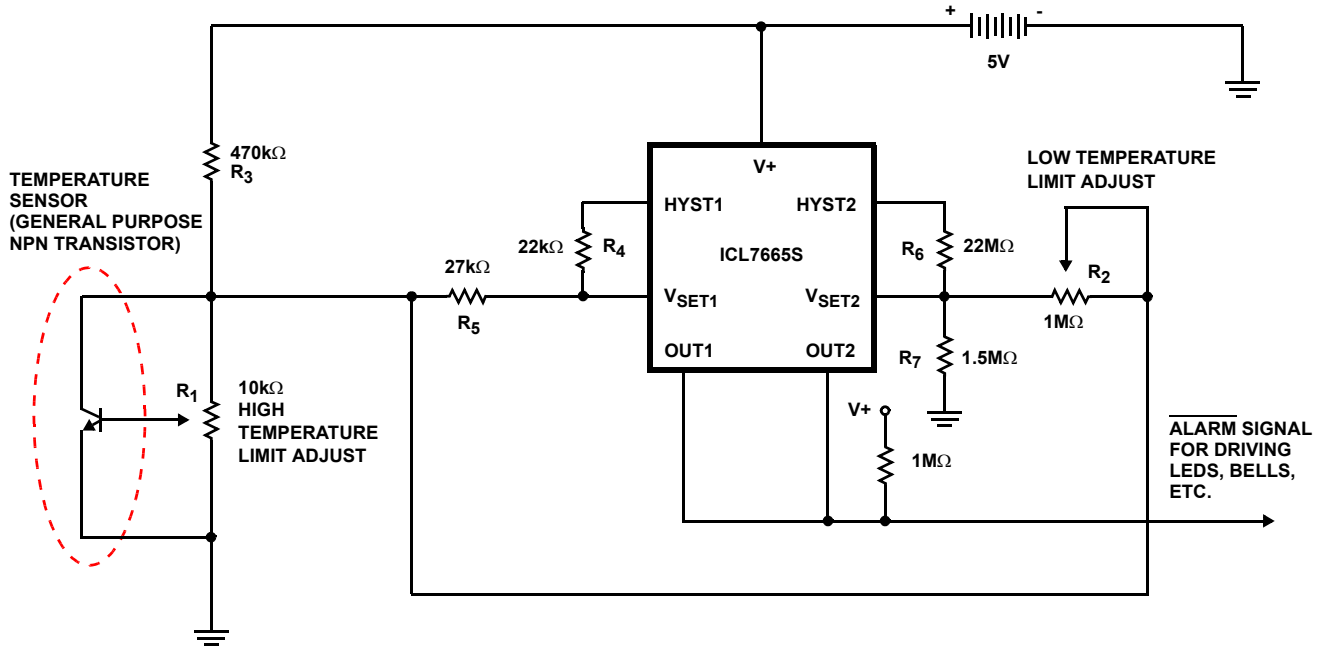 + -
5V
470kΩ
R3
TEMPERATURE
SENSOR
(GENERAL PURPOSE
NPN TRANSISTOR)
R1
10kΩ
HIGH
TEMPERATURE
LIMIT ADJUST
27kΩ
R5
22kΩ
R4
V+
HYST1
HYST2
ICL7665S
VSET1
VSET2
OUT1
OUT2
R6
22MΩ
LOW TEMPERATURE
LIMIT ADJUST
R2
1MΩ
R7
1.5MΩ
V+
1MΩ
ALARM SIGNAL
FOR DRIVING
LEDS, BELLS,
ETC.